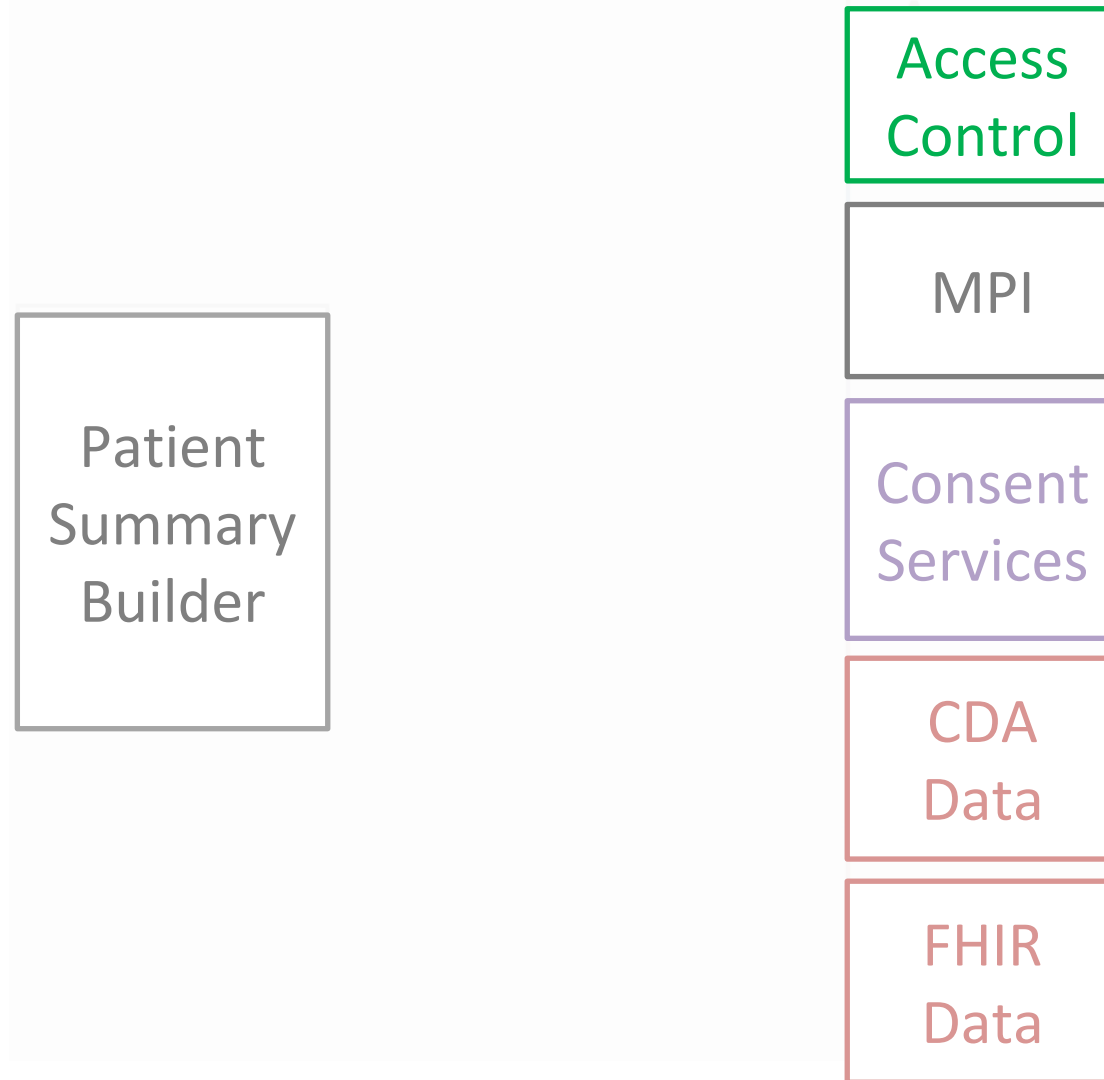 Access
Control
MPI
Patient
Summary
Builder
Consent
Services
CDA
Data
FHIR
Data